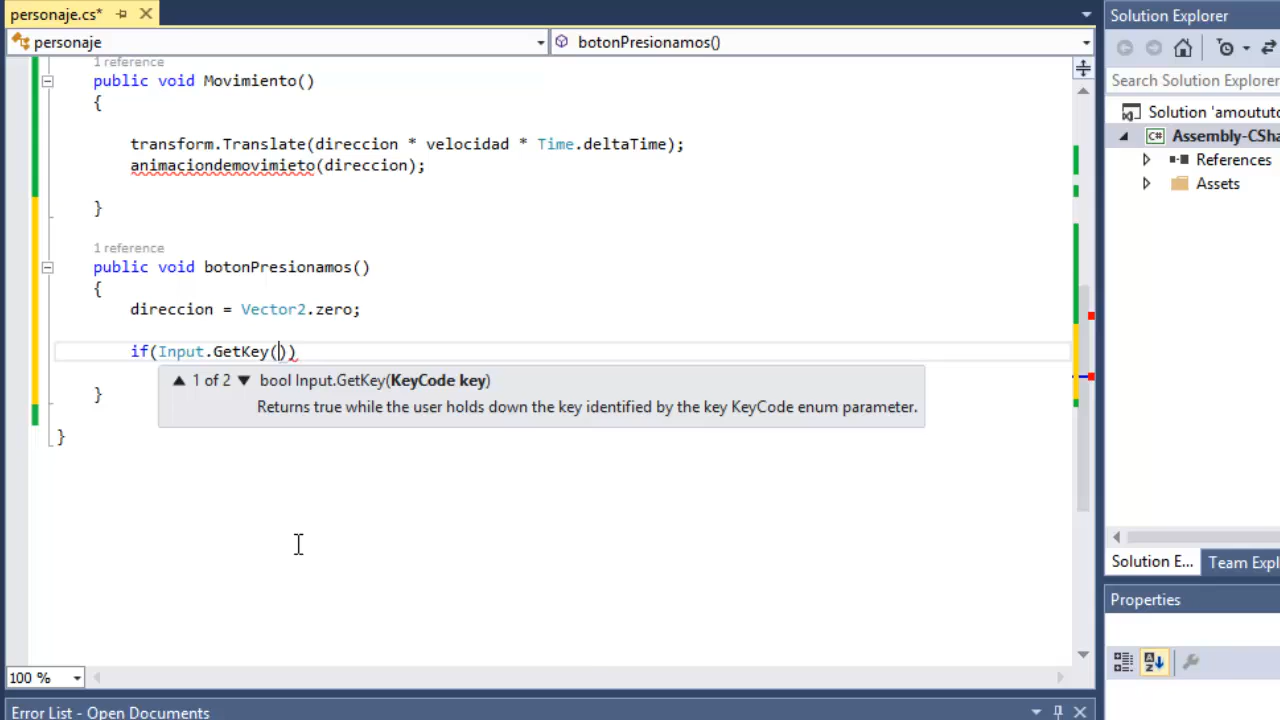 personaje.cs*
personaje
botonPresionamos()
1 reference
public void Movimiento()
{
transform.Translate(direccion * velocidad * Time.deltaTime);
animaciondemovimieto(direccion);
}
1 reference
public void botonPresionamos()
{
direccion = Vector2.zero;
if(Input.GetKey())
1 of 2 bool Input.GetKey(KeyCode key)
Returns true while the user holds down the key identified by the key KeyCode enum parameter.
}
}
100 %
Error List - Open Documents
Solution Explorer
Search Solution Explorer
Solution 'amoututo
C# Assembly-CSha
References
Assets
Solution E...
Team Expl
Properties